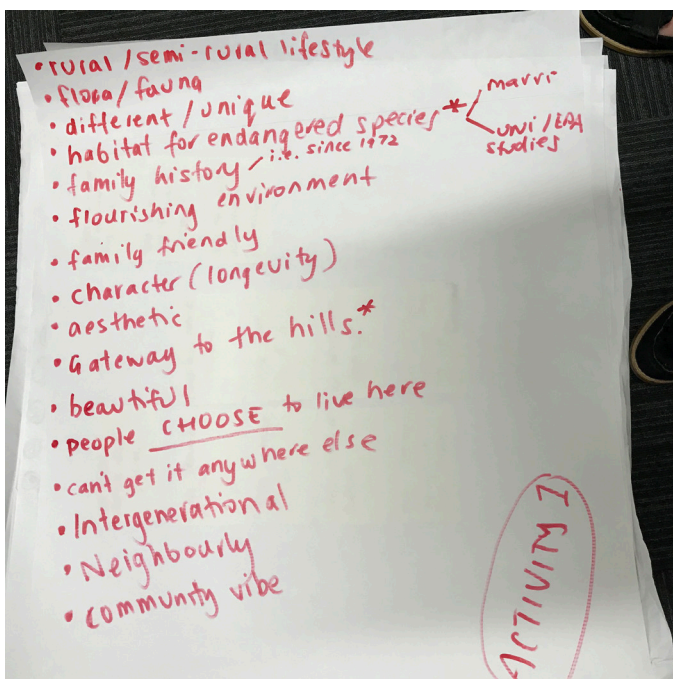 • rural / semi-rural lifestyle
• flora / fauna
• different / unique
• habitat for endangered species * marri
uni / EPA studies
• family history / i.e. since 1972
• flourishing environment
• family friendly
• character (longevity)
• aesthetic
• Gateway to the hills.*
• beautiful
• people CHOOSE to live here
• can't get it anywhere else
• Intergenerational
• Neighbourly
• community vibe
ACTIVITY 1